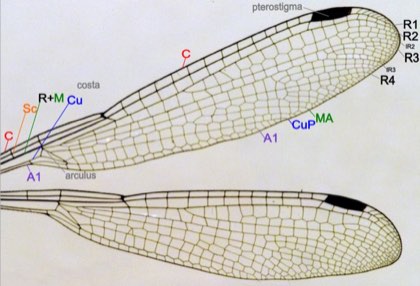 pterostigma
R1
R2
IR2
R3
IR3
R4
C
costa
R+M
Cu
Sc
C
MA
CuP
A1
A1
arculus